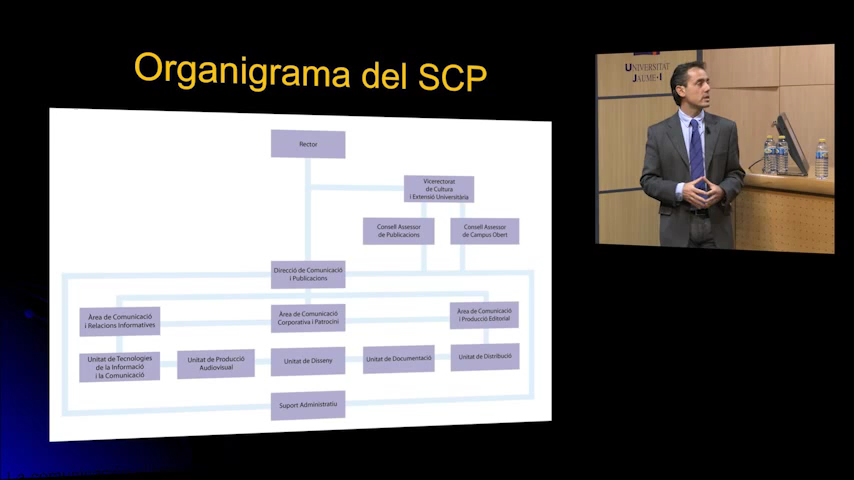 Organigrama del SCP
UNIVERSITAT
JAUME·I
Rector
Vicerectorat
de Cultura
i Extensió Universitària
Consell Assessor
de Publicacions
Consell Assessor
de Campus Obert
Direcció de Comunicació
i Publicacions
Àrea de Comunicació
i Relacions Informatives
Àrea de Comunicació
Corporativa i Patrocini
Àrea de Comunicació
i Producció Editorial
Unitat de Tecnologies
de la Informació
i la Comunicació
Unitat de Producció
Audiovisual
Unitat de Disseny
Unitat de Documentació
Unitat de Distribució
Suport Administratiu